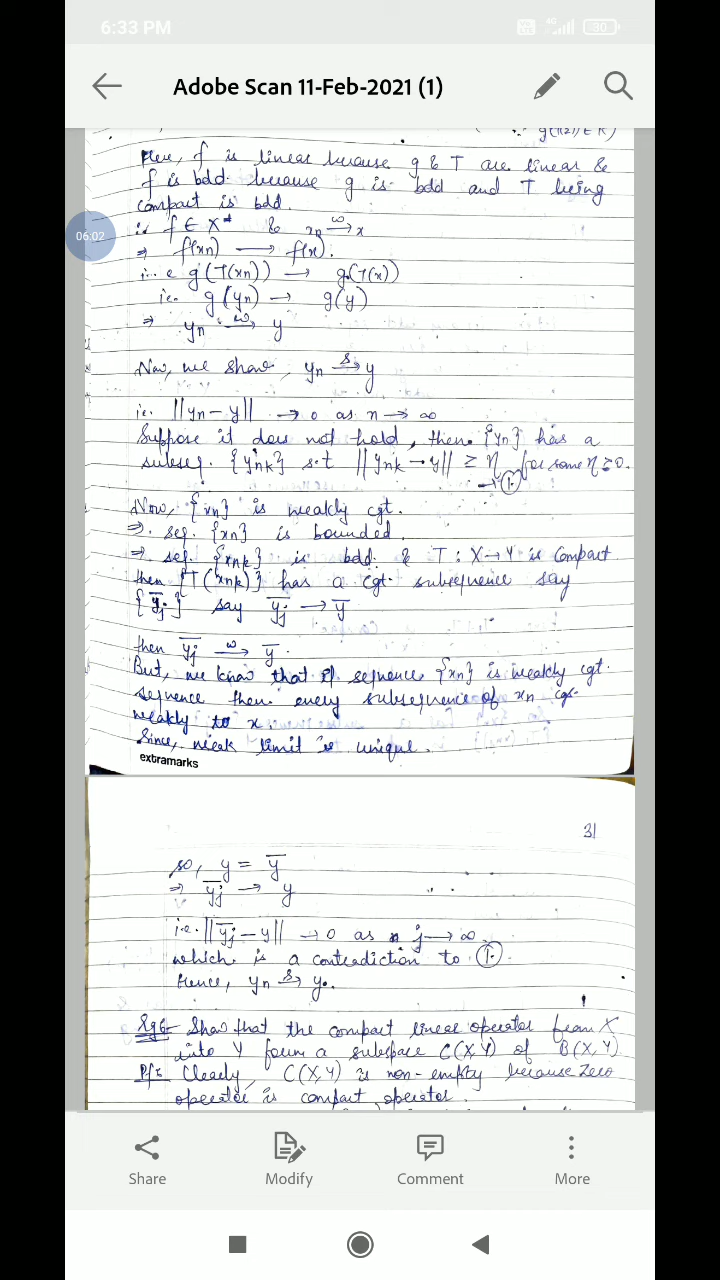 6:33 PM
4G
30
Adobe Scan 11-Feb-2021 (1)
Here, f is linear because g & T are linear &
f is bdd. because g is bdd and T being
compact is bdd.
06:02
f ∈ X* & xn →ω x
⇒ f(xn) → f(x).
i.e g(T(xn)) → g(T(x))
i.e. g(yn) → g(y)
⇒ yn →ω y
Now, we show, yn →s y
i.e. ||yn - y|| → 0 as n → ∞
Suppose it does not hold, then {yn} has a
subseq. {ynk} s.t ||ynk - y|| ≥ η for some η ≥ 0.
→ ①
Now, {xn} is weakly cgt.
⇒ seq. {xn} is bounded.
⇒ seq. {xnk} is bdd. & T : X → Y is compact
then {T(xnk)} has a cgt. subsequence say
{y̅j} say y̅j → y̅
then y̅j →ω y̅.
But, we know that if sequence {xn} is weakly cgt.
sequence then every subsequence of xn cgs.
weakly to x.
Since, weak limit is unique.
extramarks
31
so, y = y̅
⇒ y̅j → y
i.e. ||y̅j - y|| → 0 as j → ∞
which is a contradiction to ①.
Hence, yn →s y.
Show that the compact linear operator from X
into Y form a subspace C(X,Y) of B(X,Y)
Pf:- Clearly, C(X,Y) is non-empty because zero
operator is compact operator.
Share
Modify
Comment
More